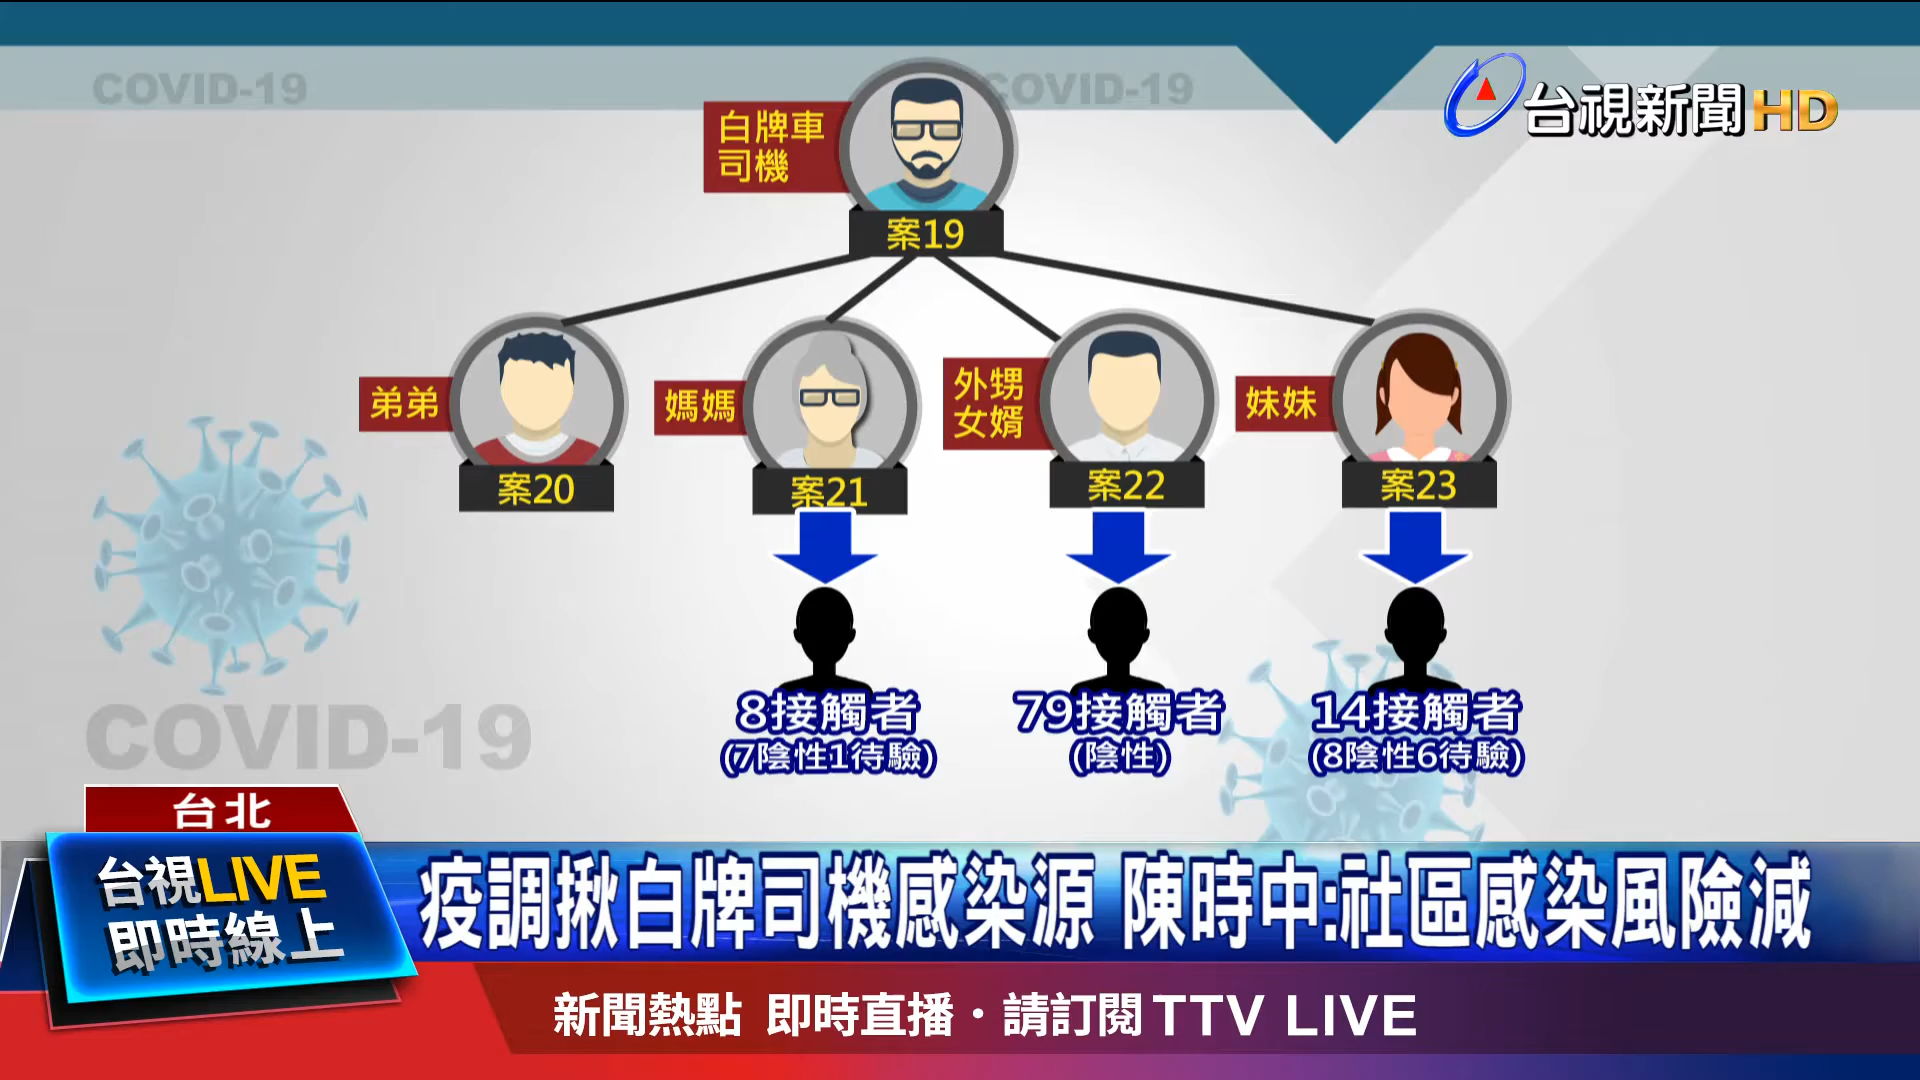 COVID-19
COVID-19
台視新聞HD
白牌車
司機
案19
弟弟
案20
媽媽
案21
外甥
女婿
案22
妹妹
案23
8接觸者
(7陰性1待驗)
79接觸者
(陰性)
14接觸者
(8陰性6待驗)
COVID-19
台北
台視LIVE
即時線上
疫調揪白牌司機感染源 陳時中:社區感染風險減
新聞熱點 即時直播・請訂閱TTV LIVE